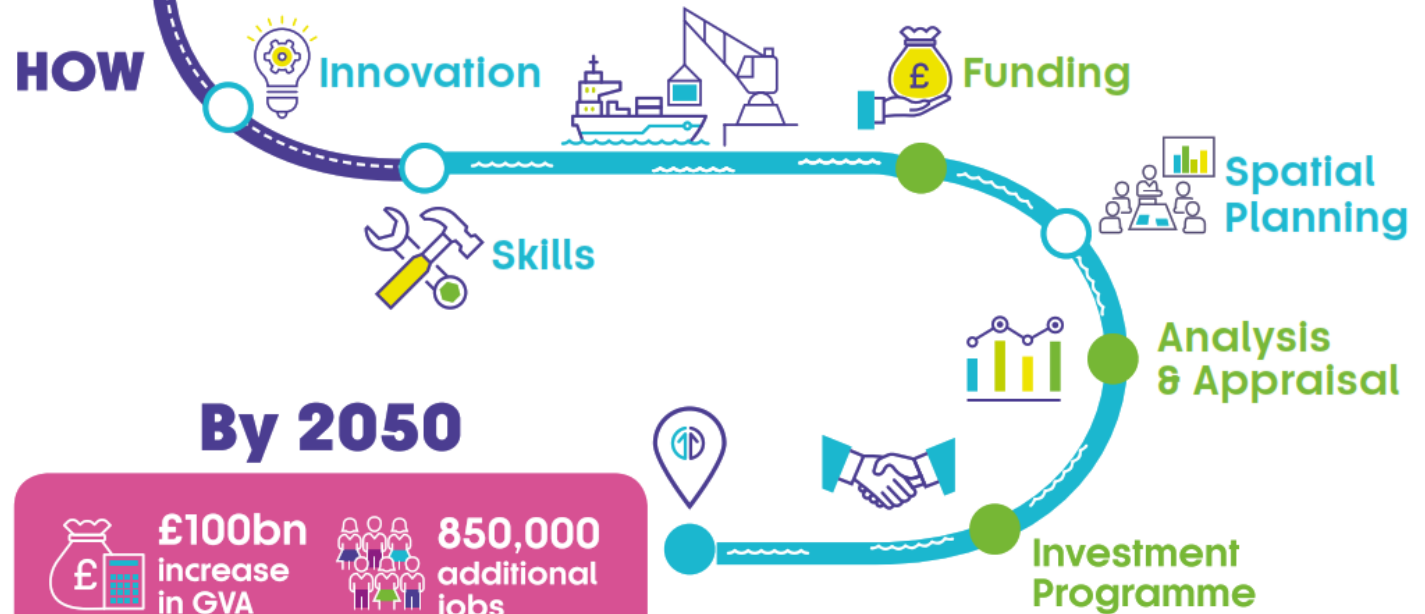 HOW
Innovation
£
Funding
Spatial
Planning
Skills
Analysis
& Appraisal
By 2050
£
£100bn
increase
in GVA
850,000
additional
jobs
Investment
Programme